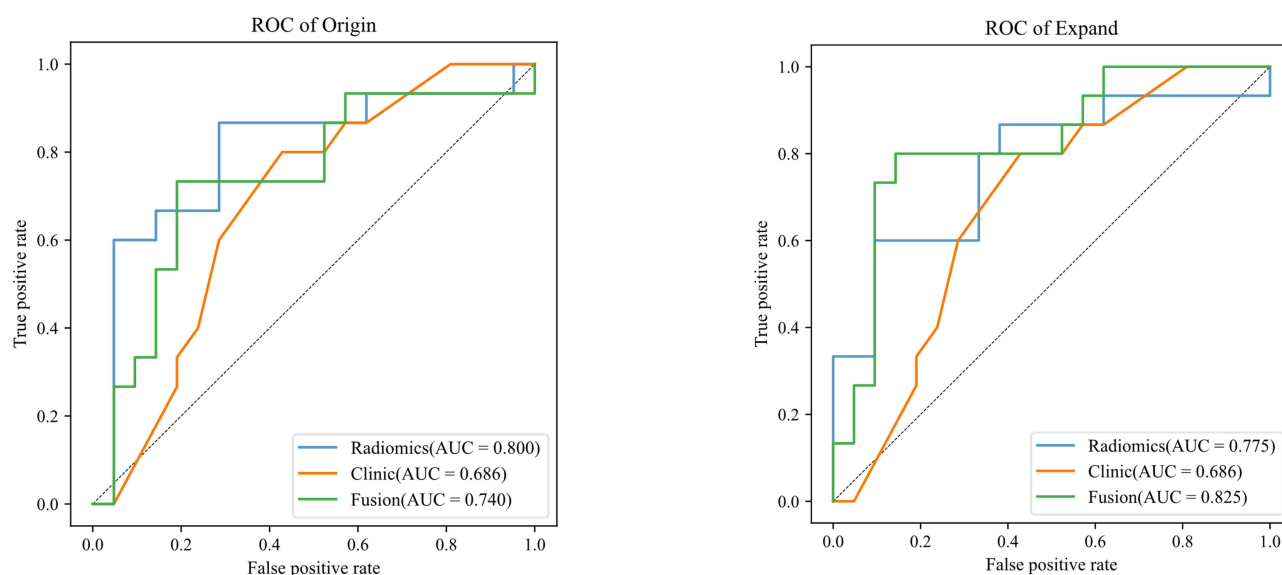 ROC of Origin
True positive rate
1.0
0.8
0.6
0.4
0.2
0.0
Radiomics(AUC = 0.800)
Clinic(AUC = 0.686)
Fusion(AUC = 0.740)
0.0 0.2 0.4 0.6 0.8 1.0
False positive rate
ROC of Expand
True positive rate
1.0
0.8
0.6
0.4
0.2
0.0
Radiomics(AUC = 0.775)
Clinic(AUC = 0.686)
Fusion(AUC = 0.825)
0.0 0.2 0.4 0.6 0.8 1.0
False positive rate